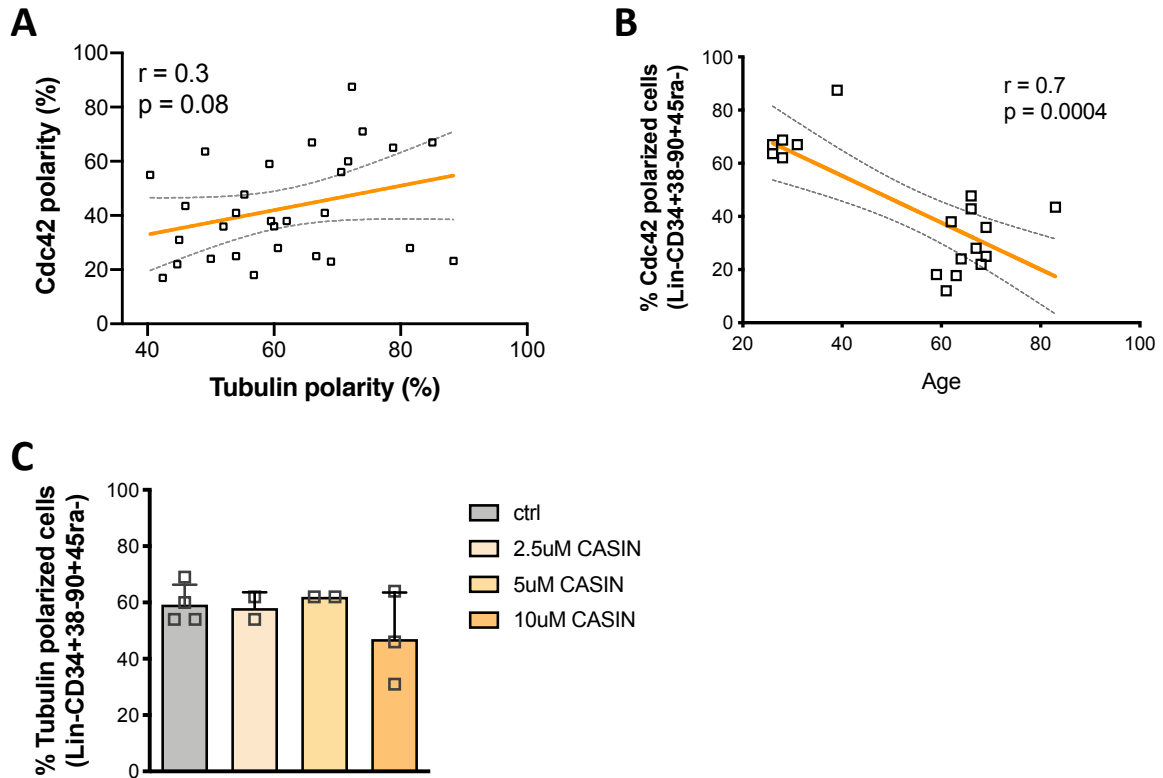 A
r = 0.3
p = 0.08
Cdc42 polarity (%)
100
80
60
40
20
0
40
60
80
100
Tubulin polarity (%)
B
r = 0.7
p = 0.0004
% Cdc42 polarized cells
(Lin-CD34+38-90+45ra-)
100
80
60
40
20
0
20
40
60
80
100
Age
C
% Tubulin polarized cells
(Lin-CD34+38-90+45ra-)
100
80
60
40
20
0
ctrl
2.5uM CASIN
5uM CASIN
10uM CASIN